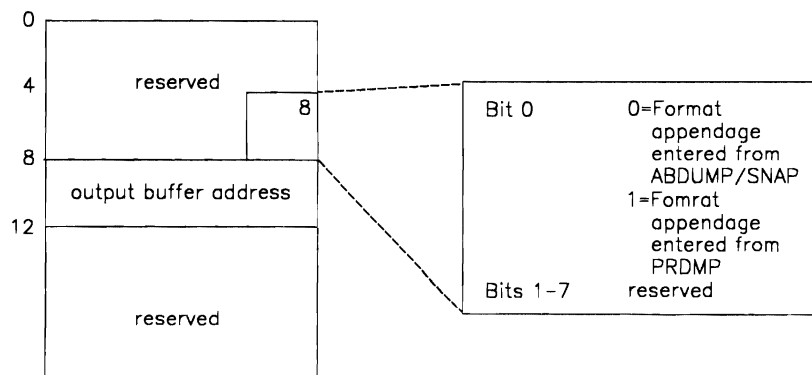 0
reserved
4
8
8
output buffer address
12
reserved
Bit 0 0=Format
appendage
entered from
ABDUMP/SNAP
1=Fomrat
appendage
entered from
PRDMP
Bits 1-7 reserved